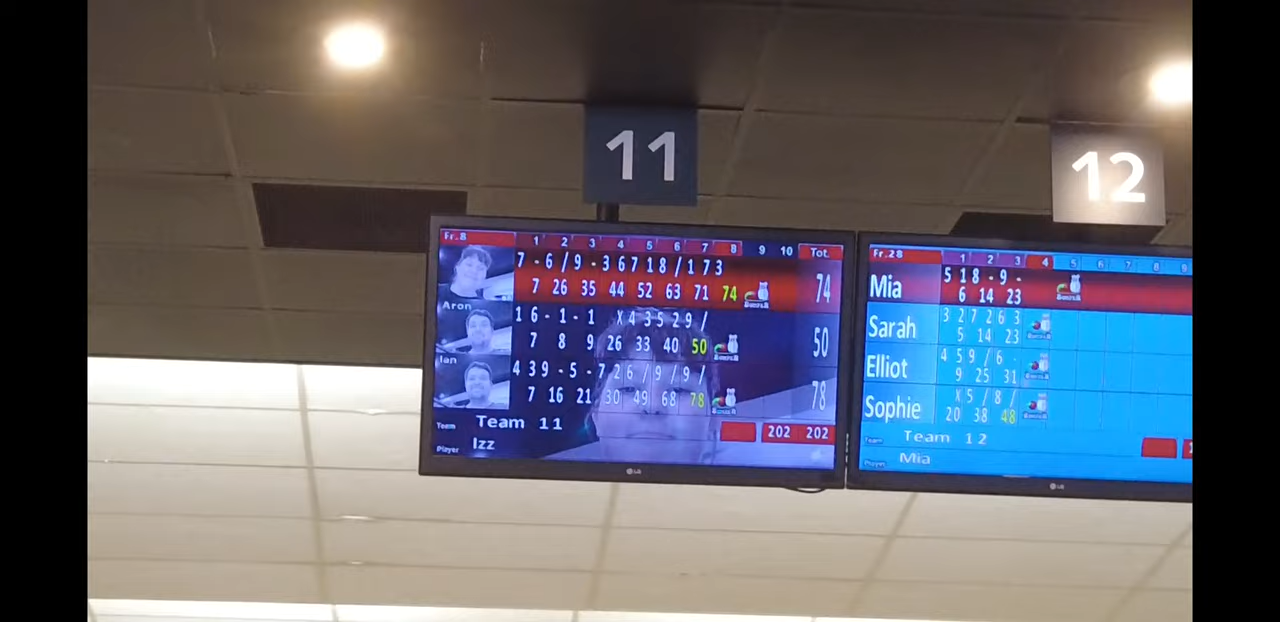 11
12
Fr.8 1 2 3 4 5 6 7 8 9 10 Tot.
7 - 6 / 9 - 3 6 7 1 8 / 1 7 3
7 26 35 44 52 63 71 74 74
Aron
1 6 - 1 - 1 X 4 3 5 2 9 /
7 8 9 26 33 40 50 50
Ian
4 3 9 - 5 - 7 2 6 / 9 / 9 /
7 16 21 30 49 68 78 78
Team Team 11
202 202
Player Izz
LG
Fr.28 1 2 3 4 5 6 7 8 9
Mia 5 1 8 - 9 -
6 14 23
Sarah 3 2 7 2 6 3
5 14 23
Elliot 4 5 9 / 6 -
9 25 31
Sophie X 5 / 8 /
20 38 48
Team Team 12
Player Mia
LG